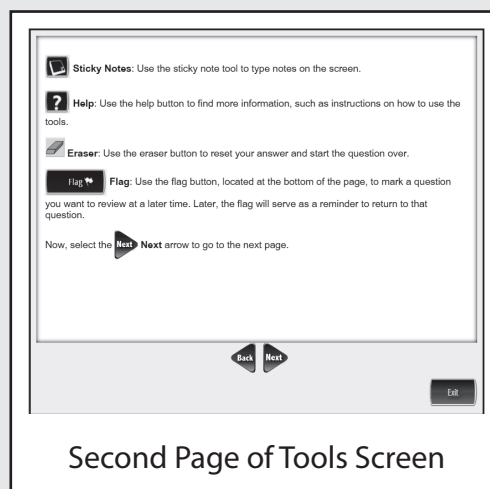 Sticky Notes: Use the sticky note tool to type notes on the screen.
? Help: Use the help button to find more information, such as instructions on how to use the
tools.
Eraser: Use the eraser button to reset your answer and start the question over.
Flag Flag: Use the flag button, located at the bottom of the page, to mark a question
you want to review at a later time. Later, the flag will serve as a reminder to return to that
question.
Now, select the Next Next arrow to go to the next page.
Back Next
Exit
Second Page of Tools Screen